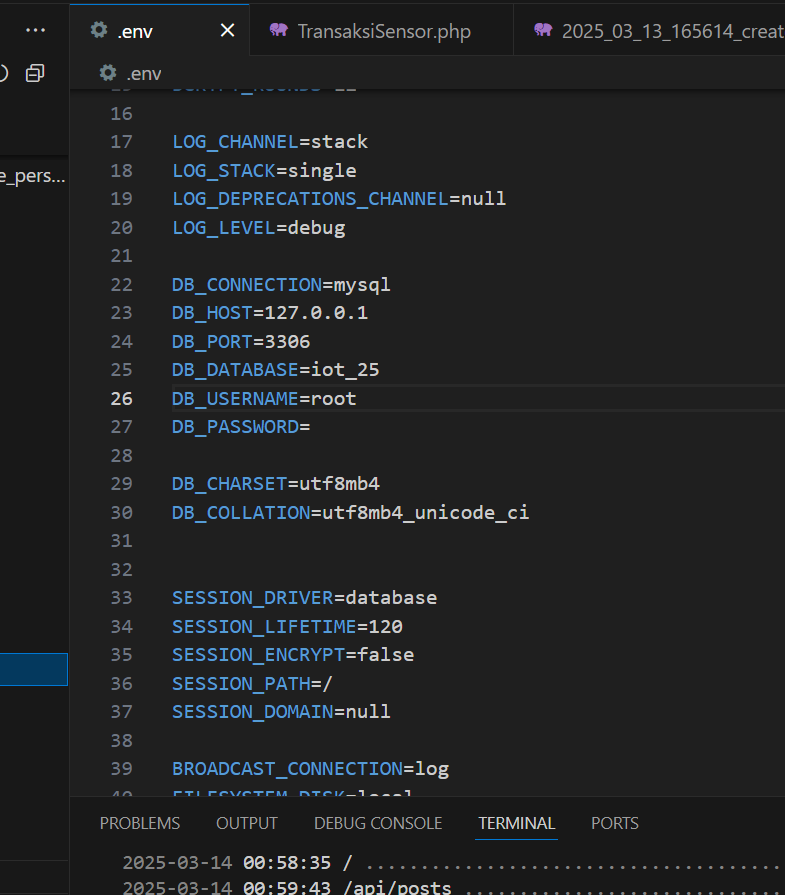 .env
TransaksiSensor.php
2025_03_13_165614_creat
.env
16
17 LOG_CHANNEL=stack
e_pers...
18 LOG_STACK=single
19 LOG_DEPRECATIONS_CHANNEL=null
20 LOG_LEVEL=debug
21
22 DB_CONNECTION=mysql
23 DB_HOST=127.0.0.1
24 DB_PORT=3306
25 DB_DATABASE=iot_25
26 DB_USERNAME=root
27 DB_PASSWORD=
28
29 DB_CHARSET=utf8mb4
30 DB_COLLATION=utf8mb4_unicode_ci
31
32
33 SESSION_DRIVER=database
34 SESSION_LIFETIME=120
35 SESSION_ENCRYPT=false
36 SESSION_PATH=/
37 SESSION_DOMAIN=null
38
39 BROADCAST_CONNECTION=log
40 FILESYSTEM_DISK=local
PROBLEMS OUTPUT DEBUG CONSOLE TERMINAL PORTS
2025-03-14 00:58:35 / ....................................
2025-03-14 00:59:43 /api/posts ...........................